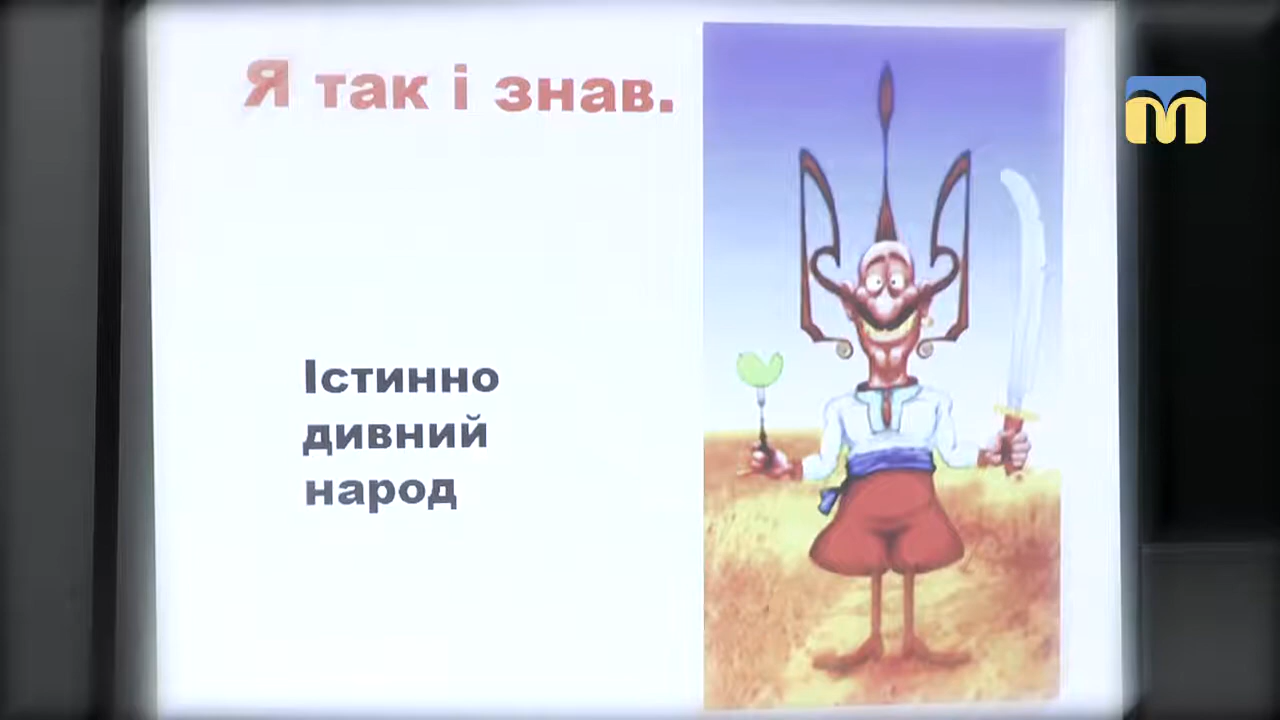 Я так і знав.
Істинно
дивний
народ